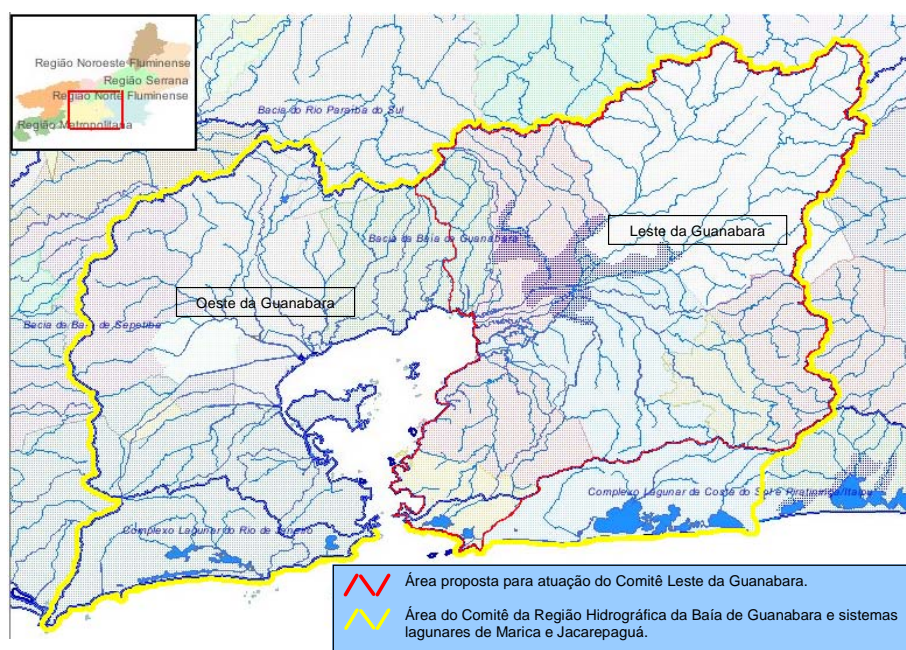 Região Noroeste Fluminense
Região Serrana
Região Norte Fluminense
Região Metropolitana
Bacia do Rio Paraíba do Sul
Leste da Guanabara
Bacia da Baía de Guanabara
Oeste da Guanabara
Bacia da Baía de Sepetiba
Complexo Lagunar da Costa do Sol e Piratininga/Itaipu
Complexo Lagunar do Rio de Janeiro
Área proposta para atuação do Comitê Leste da Guanabara.
Área do Comitê da Região Hidrográfica da Baía de Guanabara e sistemas
lagunares de Marica e Jacarepaguá.